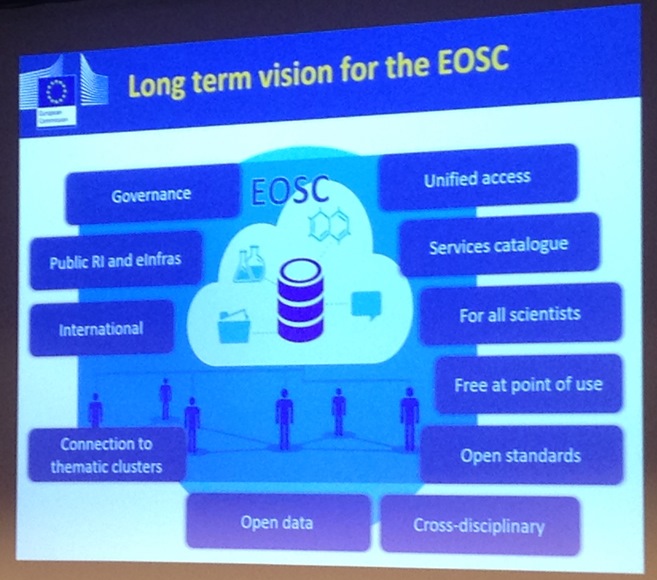 Long term vision for the EOSC
European
Commission
EOSC
Governance
Unified access
Public RI and eInfras
Services catalogue
International
For all scientists
Free at point of use
Connection to
thematic clusters
Open standards
Open data
Cross-disciplinary